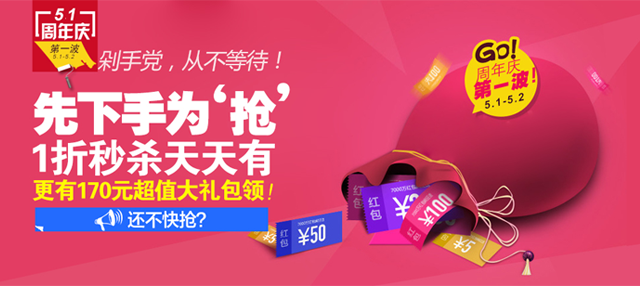 5.1
周年庆
第一波
5.1-5.2
剁手党，从不等待！
先下手为‘抢’
1折秒杀天天有
更有170元超值大礼包领！
还不快抢？
Go!
周年庆
第一波！
5.1-5.2
红包
¥50
红包
¥5
¥100
¥5